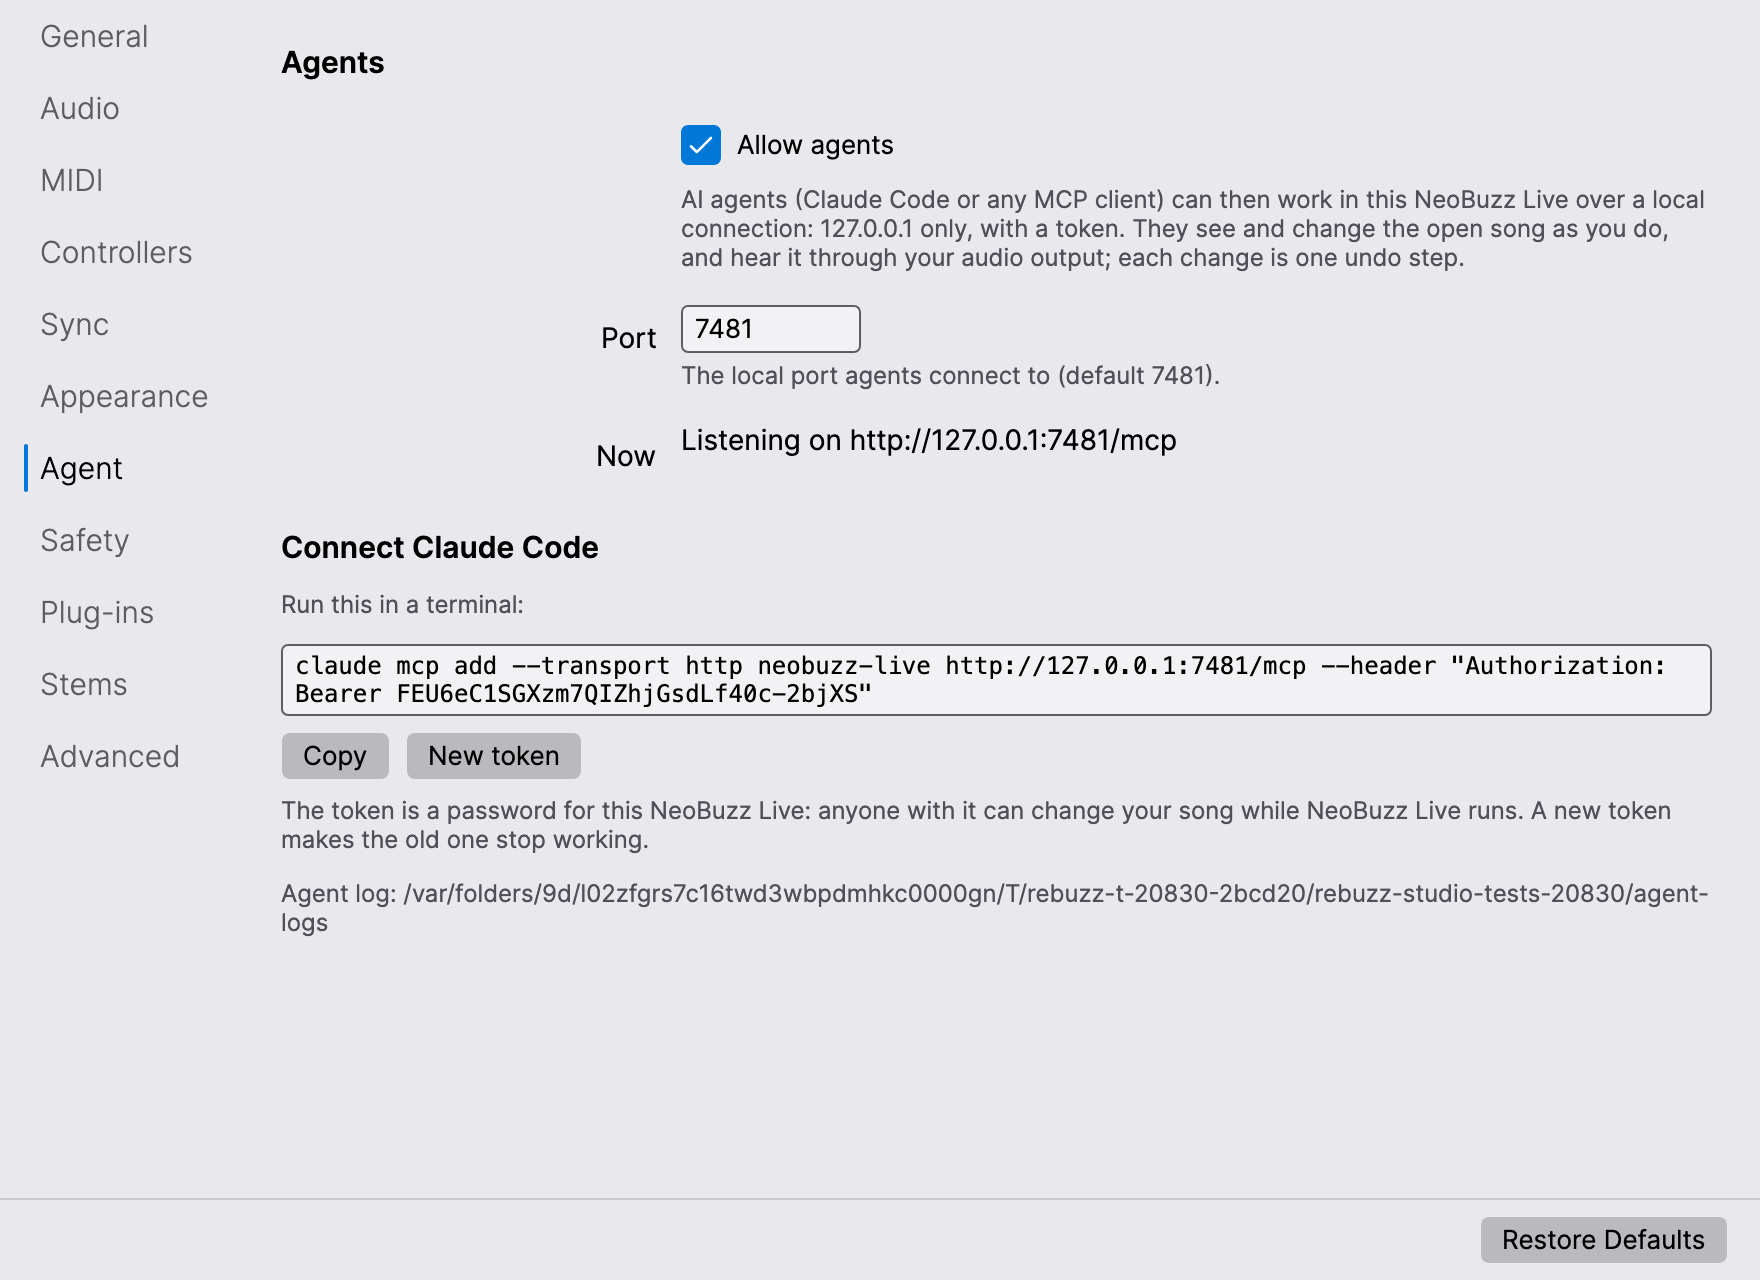 General
Audio
MIDI
Controllers
Sync
Appearance
Agent
Safety
Plug-ins
Stems
Advanced
Agents
Allow agents
AI agents (Claude Code or any MCP client) can then work in this NeoBuzz Live over a local
connection: 127.0.0.1 only, with a token. They see and change the open song as you do,
and hear it through your audio output; each change is one undo step.
Port
7481
The local port agents connect to (default 7481).
Now
Listening on http://127.0.0.1:7481/mcp
Connect Claude Code
Run this in a terminal:
claude mcp add --transport http neobuzz-live http://127.0.0.1:7481/mcp --header "Authorization:
Bearer FEU6eC1SGXzm7QIZhjGsdLf40c-2bjXS"
Copy
New token
The token is a password for this NeoBuzz Live: anyone with it can change your song while NeoBuzz Live runs. A new token
makes the old one stop working.
Agent log: /var/folders/9d/l02zfgrs7c16twd3wbpdmhkc0000gn/T/rebuzz-t-20830-2bcd20/rebuzz-studio-tests-20830/agent-
logs
Restore Defaults